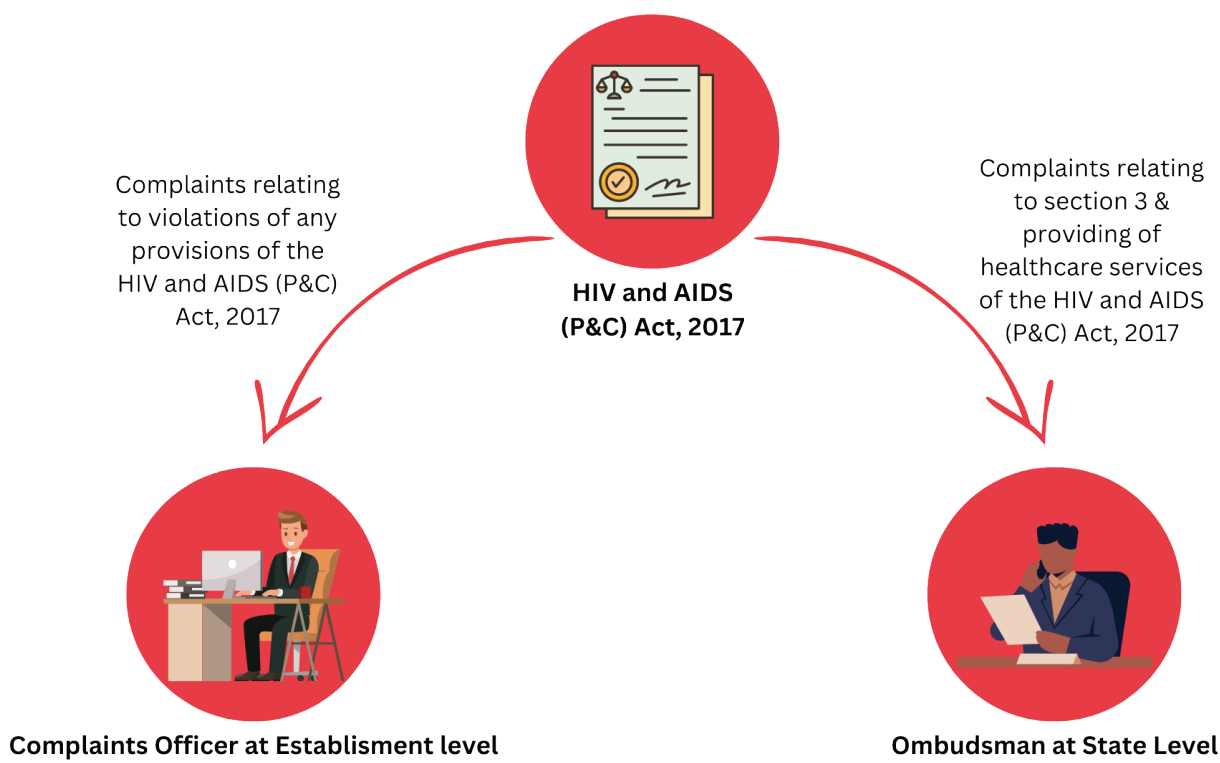 Complaints relating
to violations of any
provisions of the
HIV and AIDS (P&C)
Act, 2017
HIV and AIDS
(P&C) Act, 2017
Complaints relating
to section 3 &
providing of
healthcare services
of the HIV and AIDS
(P&C) Act, 2017
Complaints Officer at Establisment level
Ombudsman at State Level